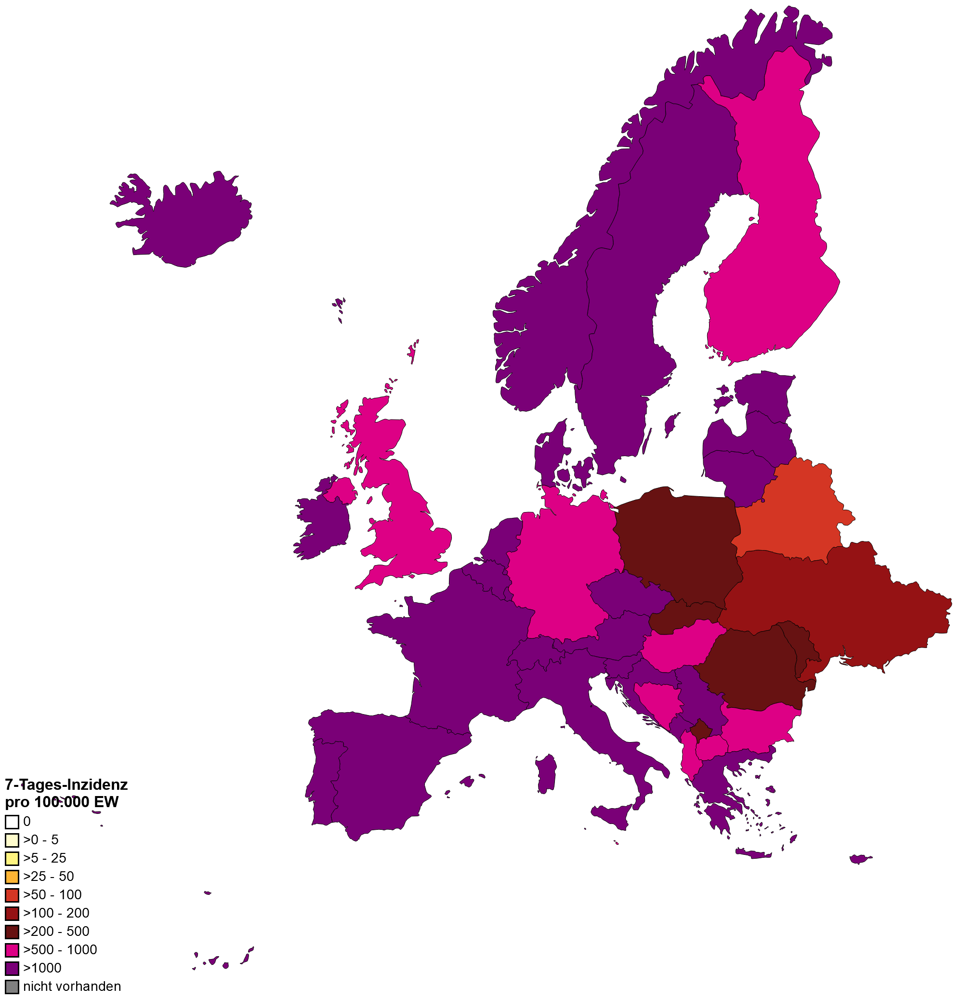 7-Tages-Inzidenz
pro 100.000 EW
0
>0 - 5
>5 - 25
>25 - 50
>50 - 100
>100 - 200
>200 - 500
>500 - 1000
>1000
nicht vorhanden